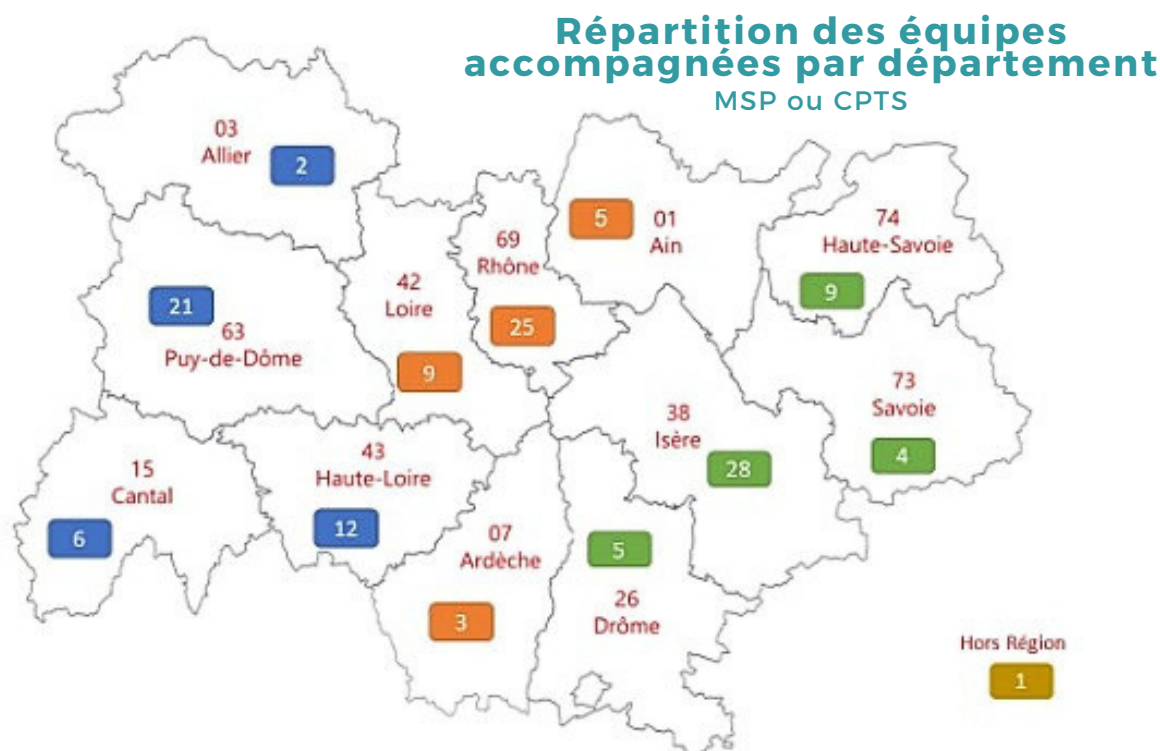 Répartition des équipes
accompagnées par département
MSP ou CPTS
03
Allier
2
5
01
Ain
74
Haute-Savoie
9
69
Rhône
25
42
Loire
9
21
63
Puy-de-Dôme
73
Savoie
4
38
Isère
28
15
Cantal
6
43
Haute-Loire
12
07
Ardèche
3
5
26
Drôme
Hors Région
1